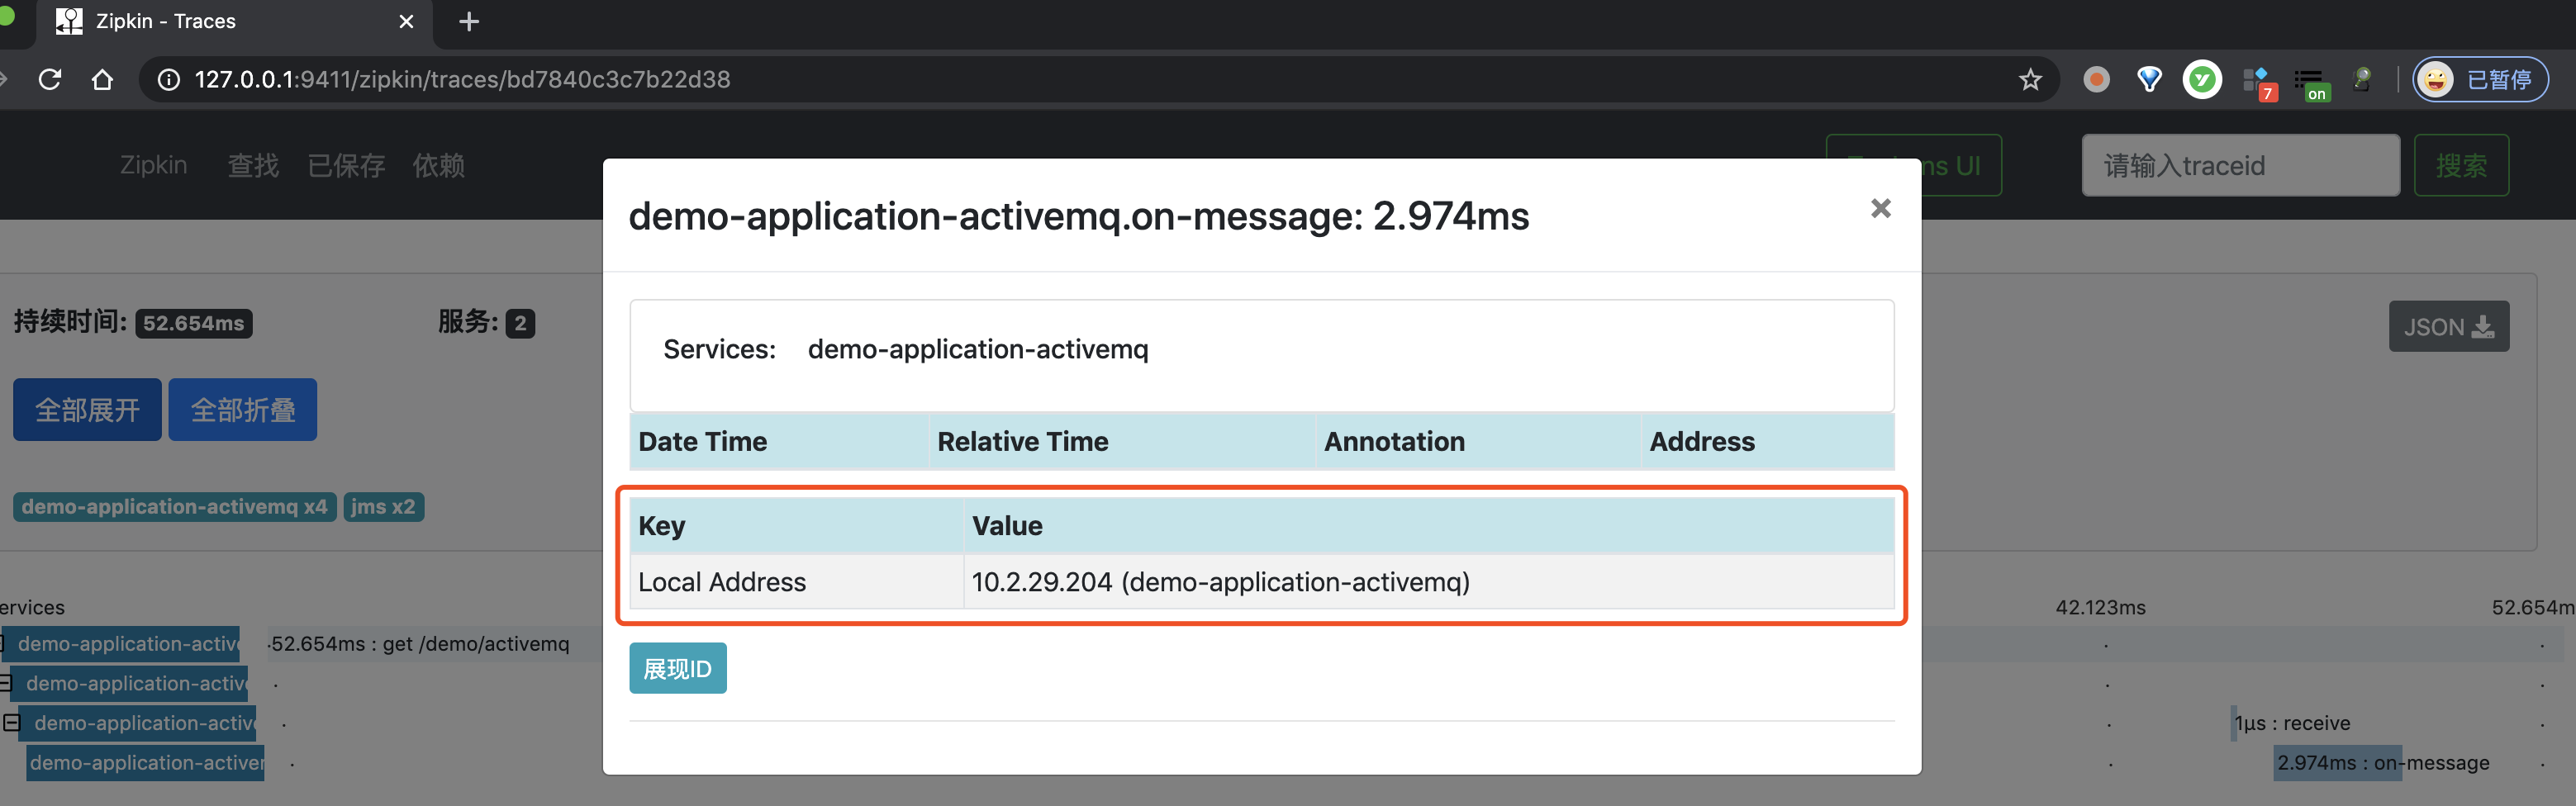 Zipkin - Traces
127.0.0.1:9411/zipkin/traces/bd7840c3c7b22d38
7
on
已暂停
Zipkin 查找 已保存 依赖
ns UI
请输入traceid
搜索
demo-application-activemq.on-message: 2.974ms
持续时间: 52.654ms
服务: 2
JSON
Services: demo-application-activemq
全部展开 全部折叠
Date Time Relative Time Annotation Address
demo-application-activemq x4 jms x2
Key Value
Local Address 10.2.29.204 (demo-application-activemq)
展现ID
ervices
42.123ms
52.654m
demo-application-active
52.654ms : get /demo/activemq
demo-application-active
demo-application-active
1μs : receive
demo-application-activer
2.974ms : on-message